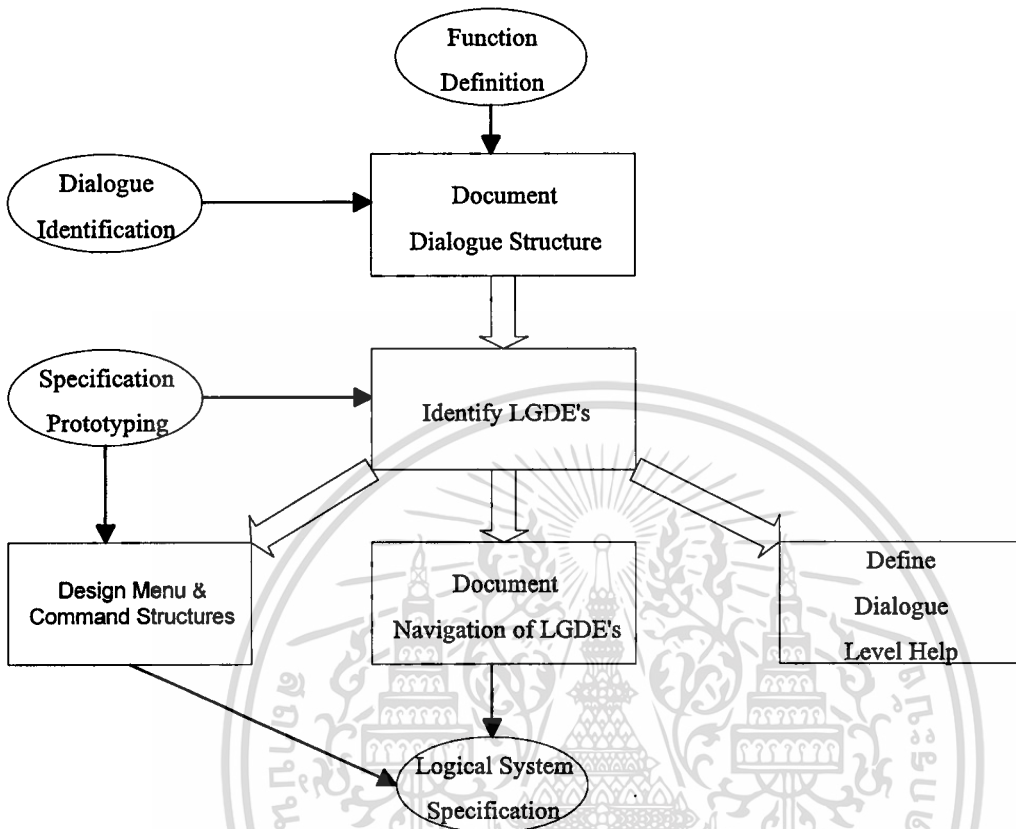 Function
Definition
Dialogue
Identification
Document
Dialogue Structure
Specification
Prototyping
Identify LGDE's
Design Menu &
Command Structures
Document
Navigation of LGDE's
Define
Dialogue
Level Help
Logical System
Specification